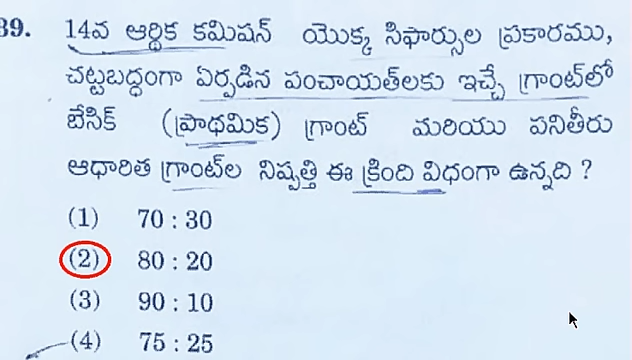 39. 14వ ఆర్థిక కమిషన్ యొక్క సిఫార్సుల ప్రకారము,
చట్టబద్ధంగా ఏర్పడిన పంచాయత్‌లకు ఇచ్చే గ్రాంట్‌లో
బేసిక్ (ప్రాథమిక) గ్రాంట్ మరియు పనితీరు
ఆధారిత గ్రాంట్‌ల నిష్పత్తి ఈ క్రింది విధంగా ఉన్నది ?
(1) 70 : 30
(2) 80 : 20
(3) 90 : 10
(4) 75 : 25